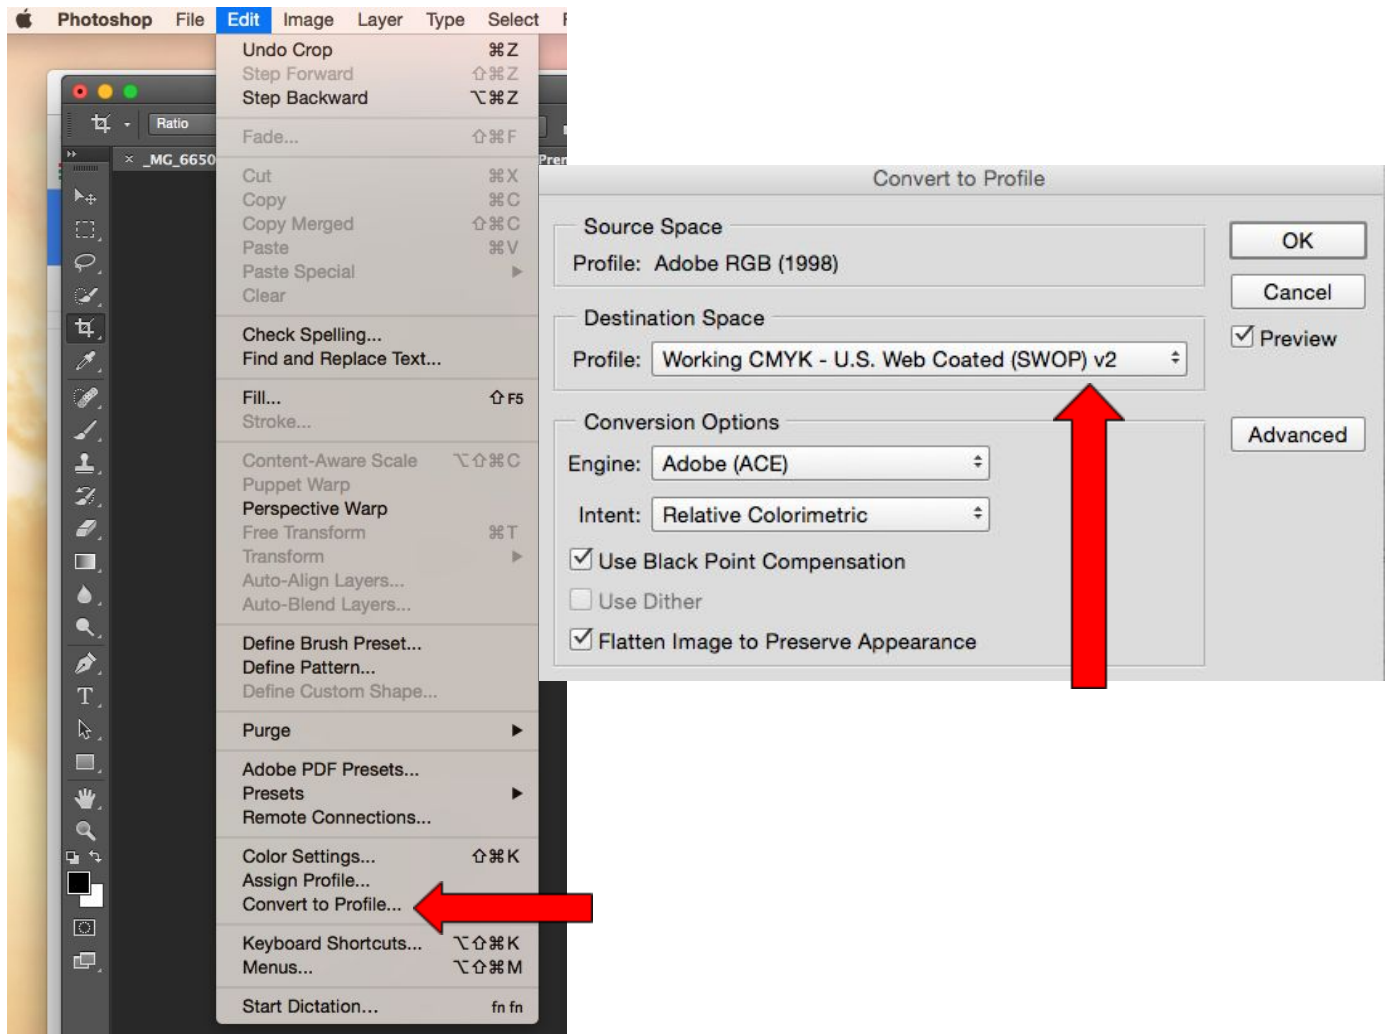 Photoshop File Edit Image Layer Type Select
Undo Crop ⌘Z
Step Forward ⇧⌘Z
Step Backward ⌥⌘Z
Ratio
Fade... ⇧⌘F
× _MG_6650
Cut ⌘X
Copy ⌘C
Copy Merged ⇧⌘C
Paste ⌘V
Paste Special
Clear
Check Spelling...
Find and Replace Text...
Fill... ⇧F5
Stroke...
Content-Aware Scale ⌥⇧⌘C
Puppet Warp
Perspective Warp
Free Transform ⌘T
Transform
Auto-Align Layers...
Auto-Blend Layers...
Define Brush Preset...
Define Pattern...
Define Custom Shape...
Purge
Adobe PDF Presets...
Presets
Remote Connections...
Color Settings... ⇧⌘K
Assign Profile...
Convert to Profile...
Keyboard Shortcuts... ⌥⇧⌘K
Menus... ⌥⇧⌘M
Start Dictation... fn fn
Convert to Profile
Source Space
Profile: Adobe RGB (1998)
Destination Space
Profile: Working CMYK - U.S. Web Coated (SWOP) v2
Conversion Options
Engine: Adobe (ACE)
Intent: Relative Colorimetric
Use Black Point Compensation
Use Dither
Flatten Image to Preserve Appearance
OK
Cancel
Preview
Advanced